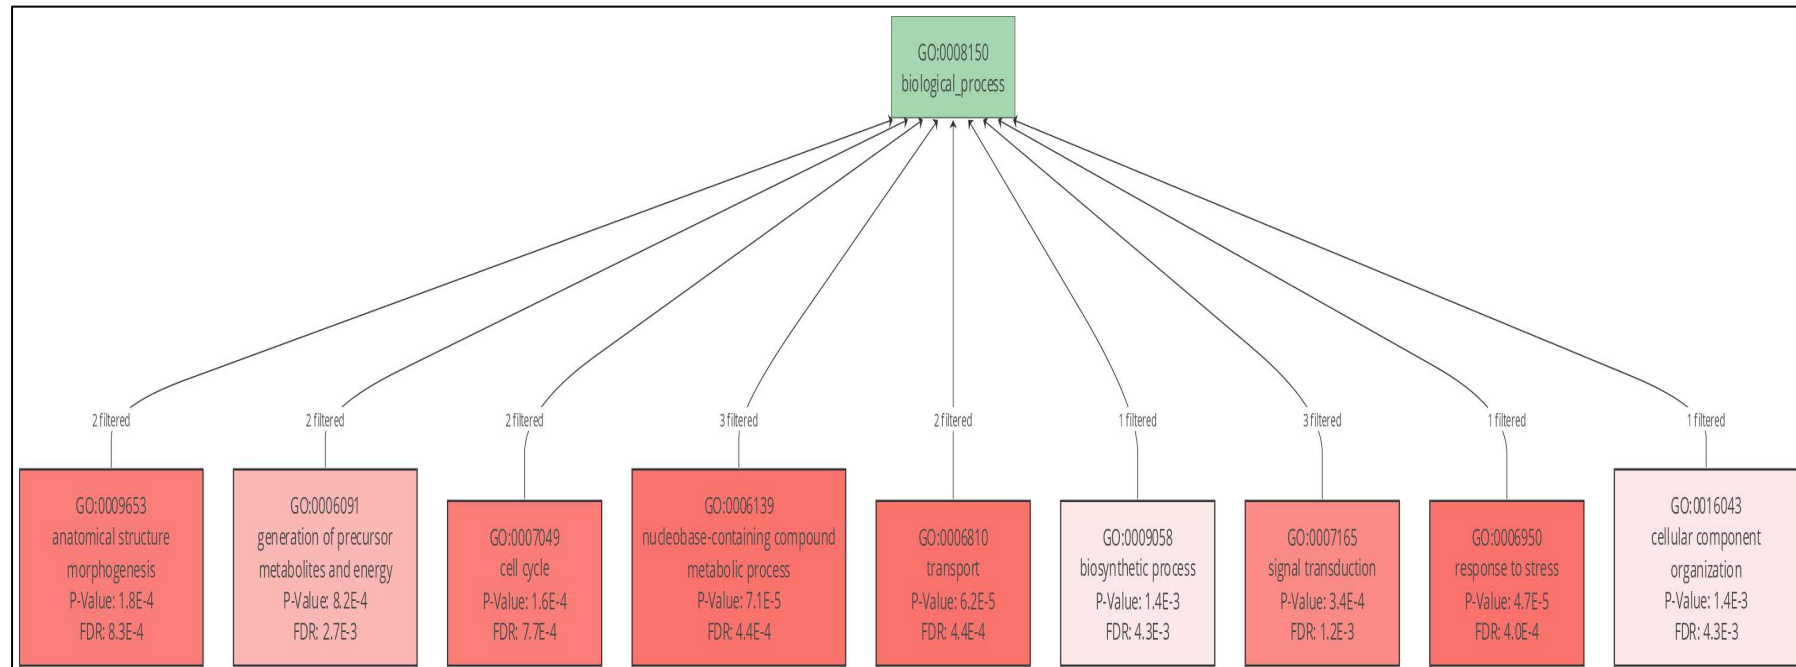 GO:0008150
biological_process
2 filtered
2 filtered
2 filtered
3 filtered
2 filtered
1 filtered
3 filtered
1 filtered
1 filtered
GO:0009653
anatomical structure
morphogenesis
P-Value: 1.8E-4
FDR: 8.3E-4
GO:0006091
generation of precursor
metabolites and energy
P-Value: 8.2E-4
FDR: 2.7E-3
GO:0007049
cell cycle
P-Value: 1.6E-4
FDR: 7.7E-4
GO:0006139
nucleobase-containing compound
metabolic process
P-Value: 7.1E-5
FDR: 4.4E-4
GO:0006810
transport
P-Value: 6.2E-5
FDR: 4.4E-4
GO:0009058
biosynthetic process
P-Value: 1.4E-3
FDR: 4.3E-3
GO:0007165
signal transduction
P-Value: 3.4E-4
FDR: 1.2E-3
GO:0006950
response to stress
P-Value: 4.7E-5
FDR: 4.0E-4
GO:0016043
cellular component
organization
P-Value: 1.4E-3
FDR: 4.3E-3